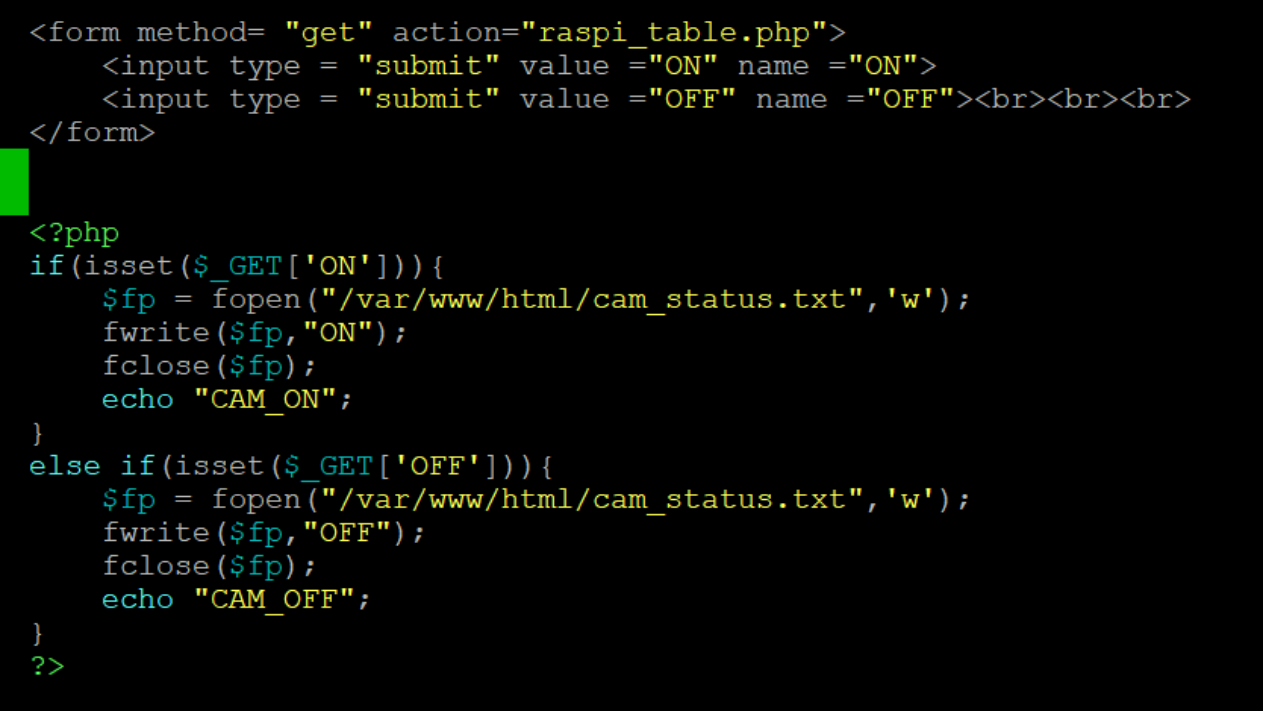 <form method= "get" action="raspi_table.php">
    <input type = "submit" value ="ON" name ="ON">
    <input type = "submit" value ="OFF" name ="OFF"><br><br><br>
</form>
<?php
if(isset($_GET['ON'])){
    $fp = fopen("/var/www/html/cam_status.txt",'w');
    fwrite($fp,"ON");
    fclose($fp);
    echo "CAM_ON";
}
else if(isset($_GET['OFF'])){
    $fp = fopen("/var/www/html/cam_status.txt",'w');
    fwrite($fp,"OFF");
    fclose($fp);
    echo "CAM_OFF";
}
?>